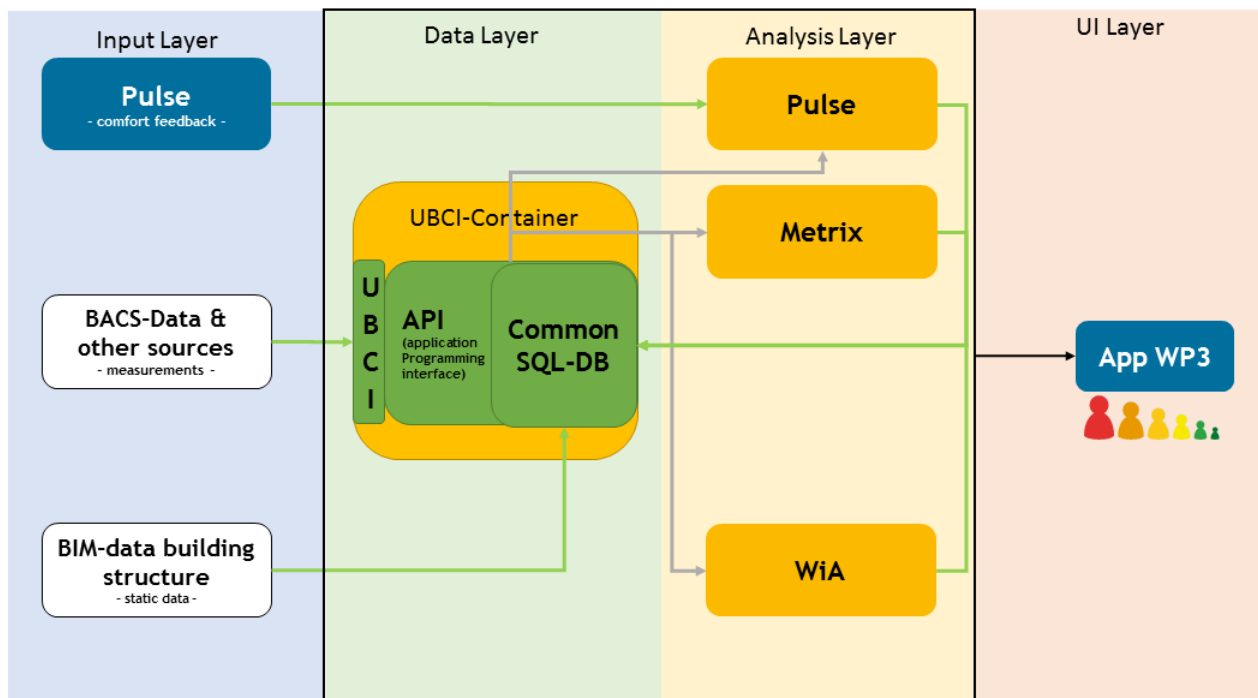 Input Layer
Data Layer
Analysis Layer
UI Layer
Pulse
- comfort feedback -
Pulse
UBCI-Container
Metrix
U
B
C
I
API
(application
Programming
interface)
Common
SQL-DB
BACS-Data &
other sources
- measurements -
App WP3
BIM-data building
structure
- static data -
WiA